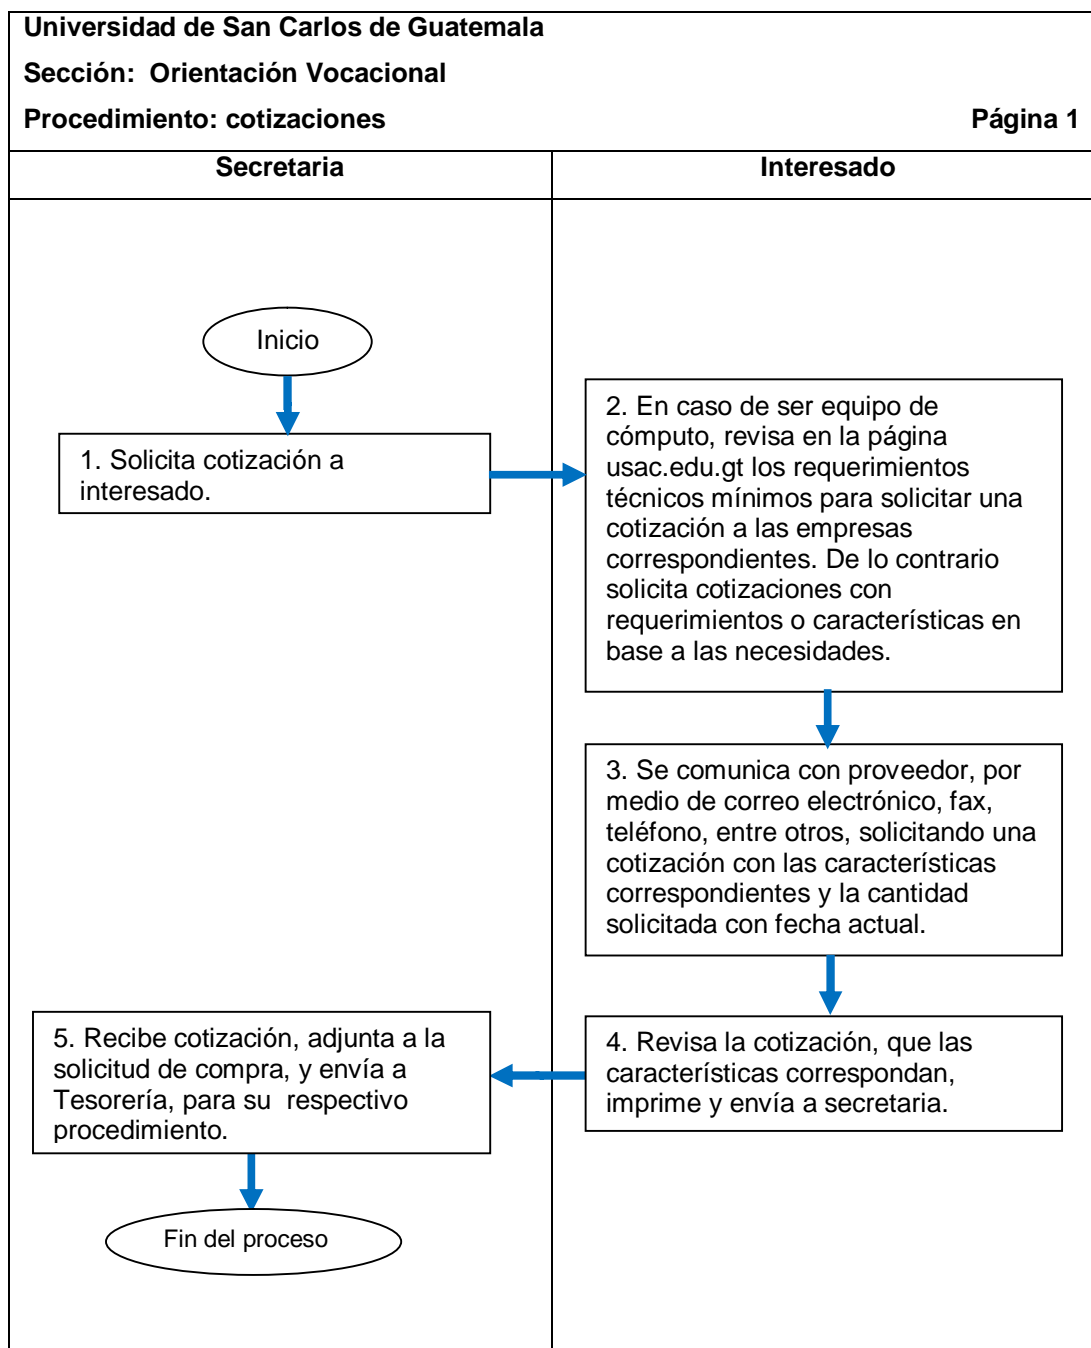 Universidad de San Carlos de Guatemala
Sección:  Orientación Vocacional
Procedimiento: cotizaciones Página 1
Secretaria Interesado
Inicio
1. Solicita cotización a
interesado.
2. En caso de ser equipo de
cómputo, revisa en la página
usac.edu.gt los requerimientos
técnicos mínimos para solicitar una
cotización a las empresas
correspondientes. De lo contrario
solicita cotizaciones con
requerimientos o características en
base a las necesidades.
3. Se comunica con proveedor, por
medio de correo electrónico, fax,
teléfono, entre otros, solicitando una
cotización con las características
correspondientes y la cantidad
solicitada con fecha actual.
4. Revisa la cotización, que las
características correspondan,
imprime y envía a secretaria.
5. Recibe cotización, adjunta a la
solicitud de compra, y envía a
Tesorería, para su  respectivo
procedimiento.
Fin del proceso